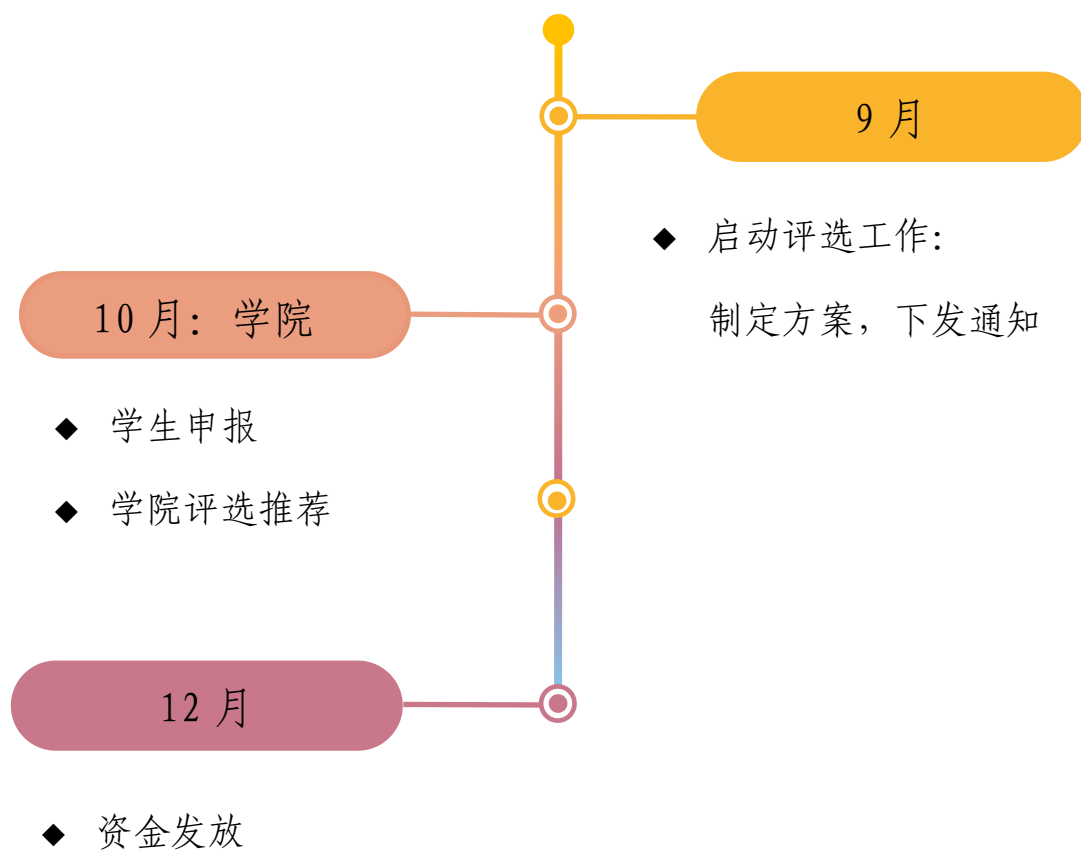 9 月
◆ 启动评选工作：
制定方案，下发通知
10 月：学院
◆ 学生申报
◆ 学院评选推荐
12 月
◆ 资金发放